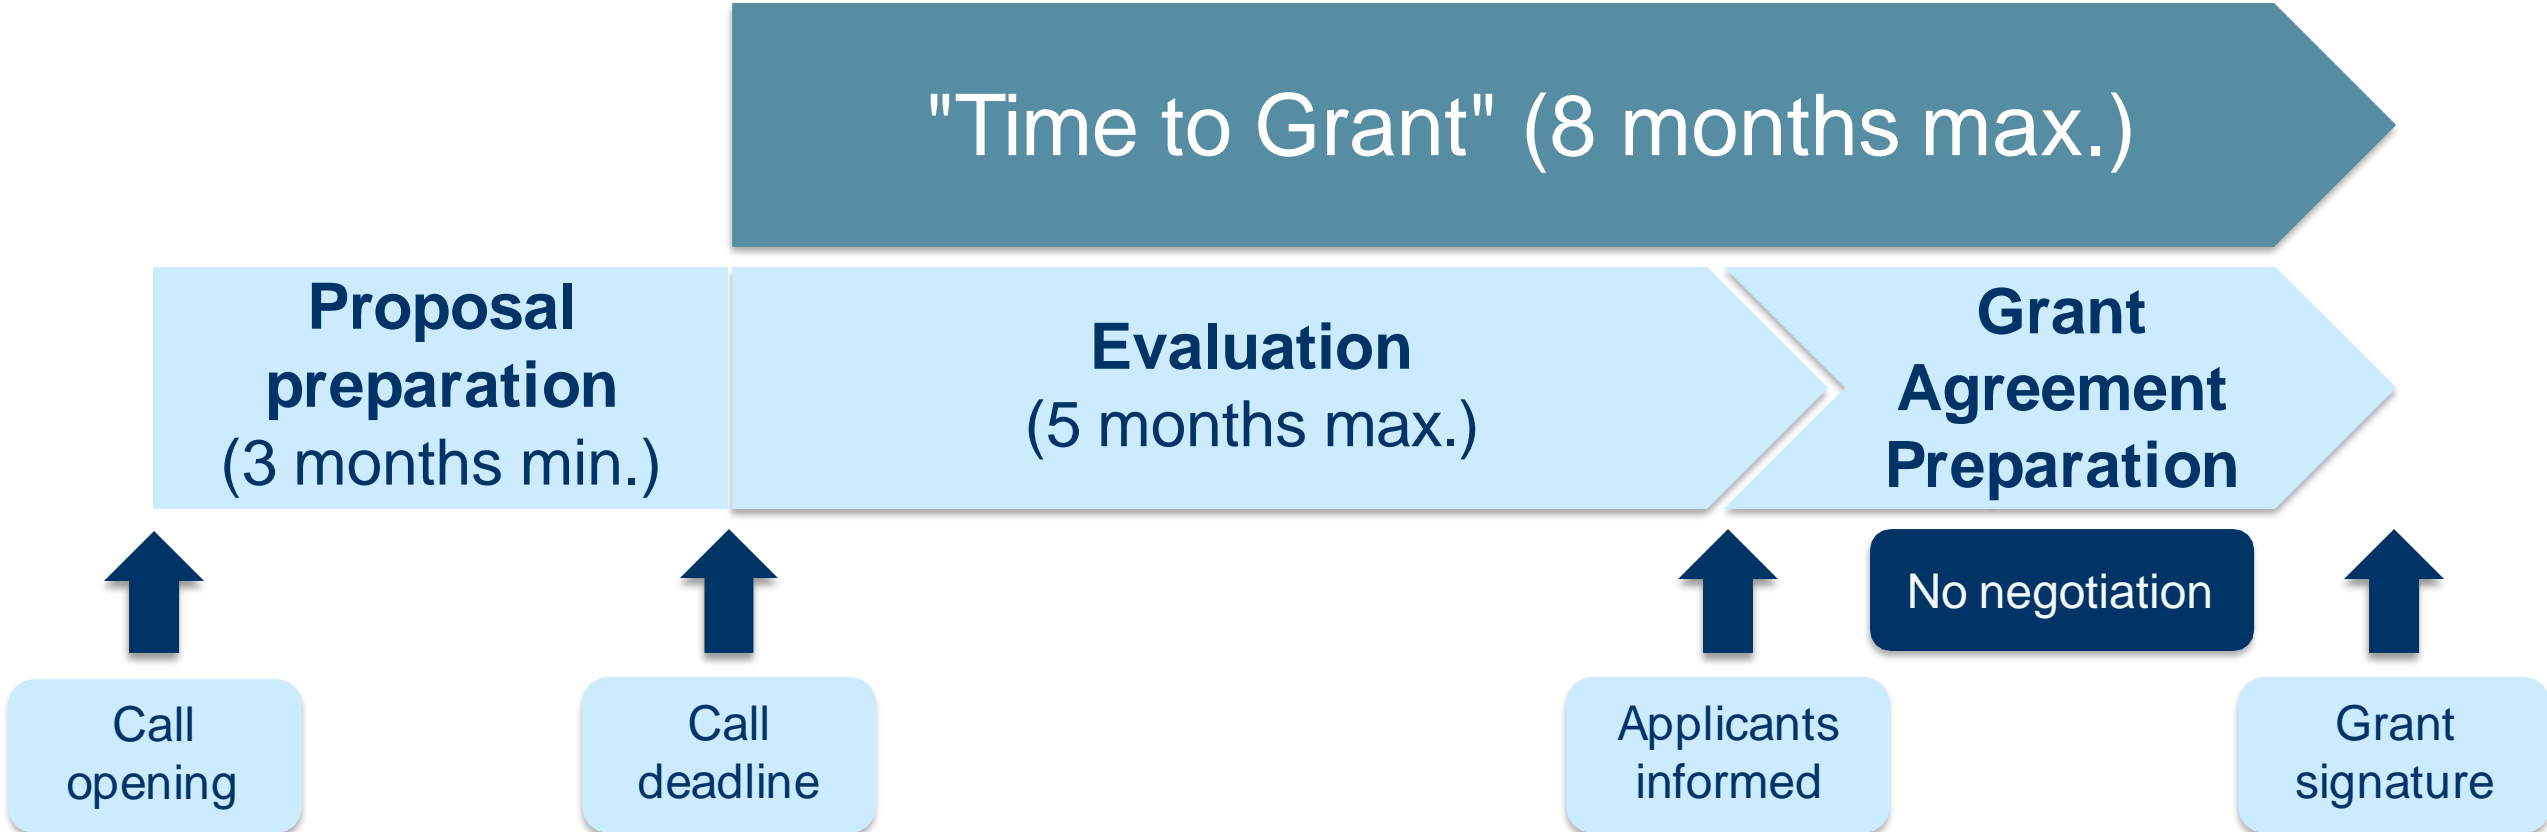 "Time to Grant" (8 months max.)
Proposal
preparation
(3 months min.)
Evaluation
(5 months max.)
Grant
Agreement
Preparation
No negotiation
Call
opening
Call
deadline
Applicants
informed
Grant
signature